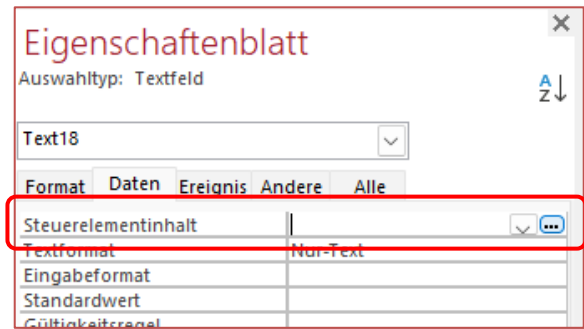 Eigenschaftenblatt
Auswahltyp: Textfeld
A
Z
Text18
Format Daten Ereignis Andere Alle
Steuerelementinhalt
Textformat Nur-Text
Eingabeformat
Standardwert
Gültigkeitsregel